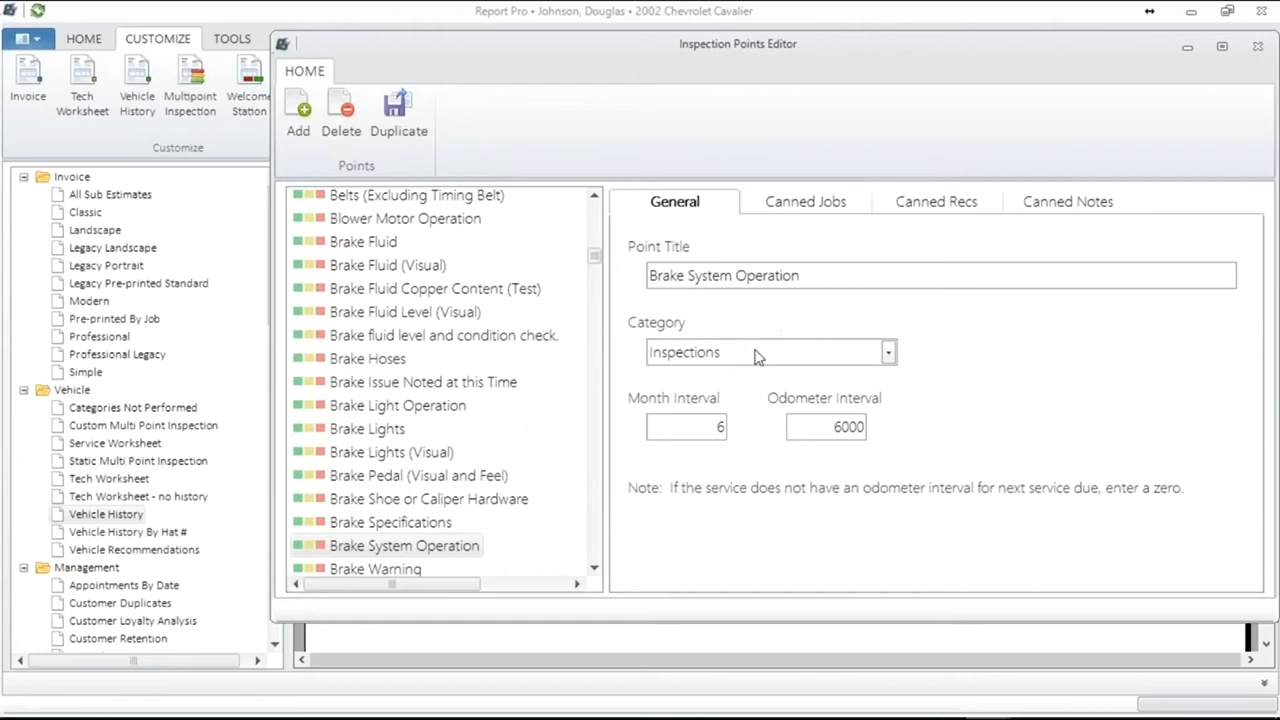 Report Pro • Johnson, Douglas • 2002 Chevrolet Cavalier
HOME
CUSTOMIZE
TOOLS
Invoice
Tech Worksheet
Vehicle History
Multipoint Inspection
Welcome Station
Customize
Invoice
All Sub Estimates
Classic
Landscape
Legacy Landscape
Legacy Portrait
Legacy Pre-printed Standard
Modern
Pre-printed By Job
Professional
Professional Legacy
Simple
Vehicle
Categories Not Performed
Custom Multi Point Inspection
Service Worksheet
Static Multi Point Inspection
Tech Worksheet
Tech Worksheet - no history
Vehicle History
Vehicle History By Hat #
Vehicle Recommendations
Management
Appointments By Date
Customer Duplicates
Customer Loyalty Analysis
Customer Retention
Inspection Points Editor
HOME
Add
Delete
Duplicate
Points
Belts (Excluding Timing Belt)
Blower Motor Operation
Brake Fluid
Brake Fluid (Visual)
Brake Fluid Copper Content (Test)
Brake Fluid Level (Visual)
Brake fluid level and condition check.
Brake Hoses
Brake Issue Noted at this Time
Brake Light Operation
Brake Lights
Brake Lights (Visual)
Brake Pedal (Visual and Feel)
Brake Shoe or Caliper Hardware
Brake Specifications
Brake System Operation
Brake Warning
General
Canned Jobs
Canned Recs
Canned Notes
Point Title
Brake System Operation
Category
Inspections
Month Interval
Odometer Interval
6
6000
Note: If the service does not have an odometer interval for next service due, enter a zero.